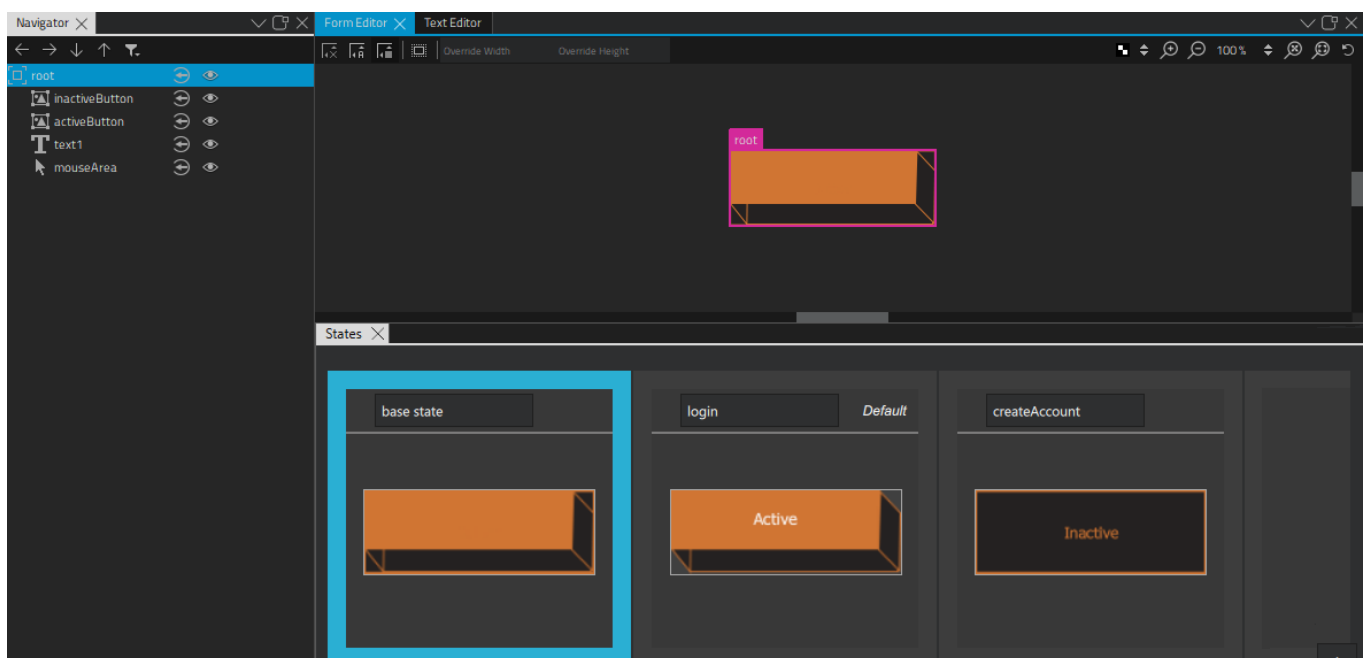 Navigator
Form Editor
Text Editor
Override Width
Override Height
100%
root
inactiveButton
activeButton
text1
mouseArea
root
States
base state
login
Default
createAccount
Active
Inactive